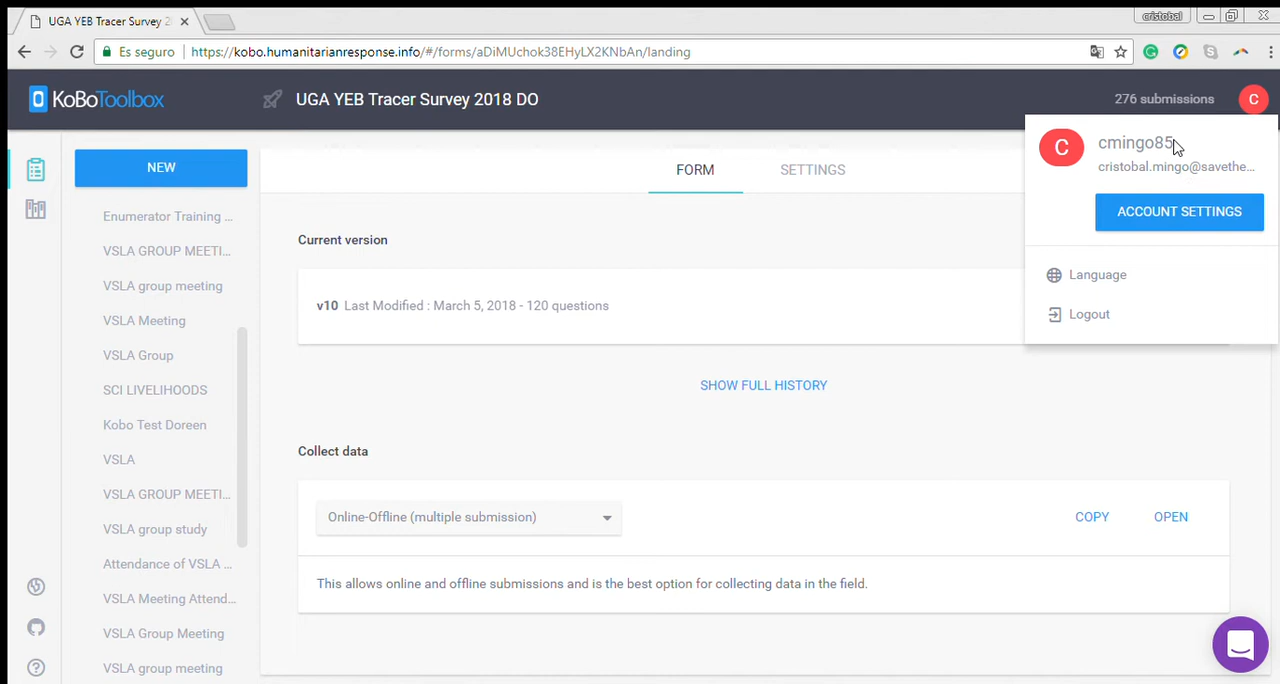 UGA YEB Tracer Survey 2
cristobal
Es seguro
https://kobo.humanitarianresponse.info/#/forms/aDiMUchok38EHyLX2KNbAn/landing
KoBoToolbox
UGA YEB Tracer Survey 2018 DO
276 submissions
C
C
cmingo85
cristobal.mingo@savethe...
ACCOUNT SETTINGS
Language
Logout
NEW
Enumerator Training ...
VSLA GROUP MEETI...
VSLA group meeting
VSLA Meeting
VSLA Group
SCI LIVELIHOODS
Kobo Test Doreen
VSLA
VSLA GROUP MEETI...
VSLA group study
Attendance of VSLA ...
VSLA Meeting Attend...
VSLA Group Meeting
VSLA group meeting
FORM
SETTINGS
Current version
v10 Last Modified : March 5, 2018 - 120 questions
SHOW FULL HISTORY
Collect data
Online-Offline (multiple submission)
COPY
OPEN
This allows online and offline submissions and is the best option for collecting data in the field.